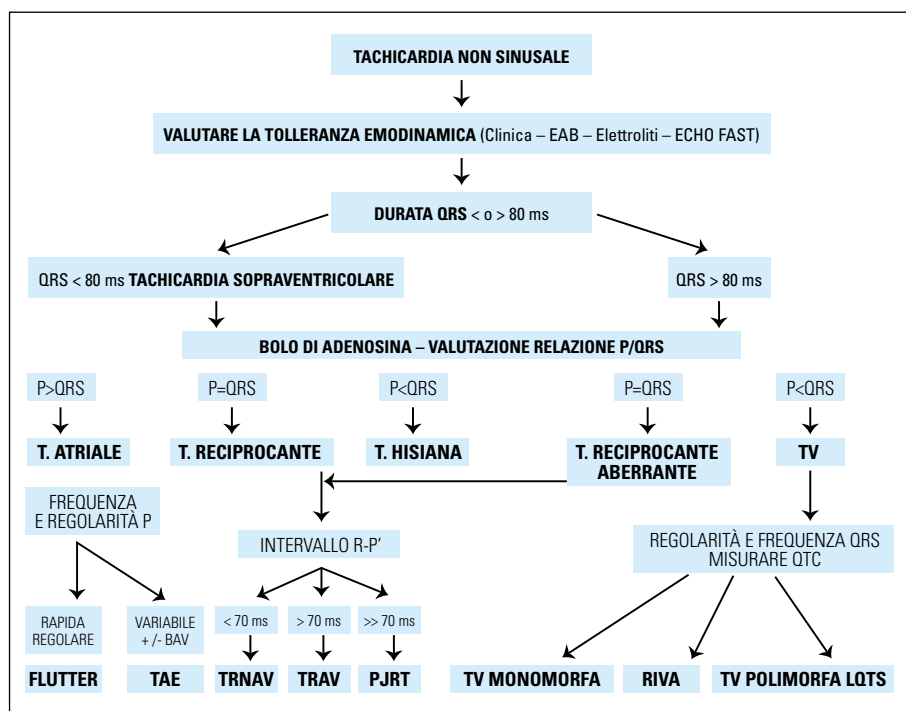 TACHICARDIA NON SINUSALE
VALUTARE LA TOLLERANZA EMODINAMICA (Clinica – EAB – Elettroliti – ECHO FAST)
DURATA QRS < o > 80 ms
QRS < 80 ms TACHICARDIA SOPRAVENTRICOLARE
QRS > 80 ms
BOLO DI ADENOSINA – VALUTAZIONE RELAZIONE P/QRS
P>QRS
P=QRS
P<QRS
P=QRS
P<QRS
T. ATRIALE
T. RECIPROCANTE
T. HISIANA
T. RECIPROCANTE
ABERRANTE
TV
FREQUENZA
E REGOLARITÀ P
INTERVALLO R-P’
REGOLARITÀ E FREQUENZA QRS
MISURARE QTC
RAPIDA
REGOLARE
VARIABILE
+ /- BAV
< 70 ms
> 70 ms
>> 70 ms
FLUTTER
TAE
TRNAV
TRAV
PJRT
TV MONOMORFA
RIVA
TV POLIMORFA LQTS